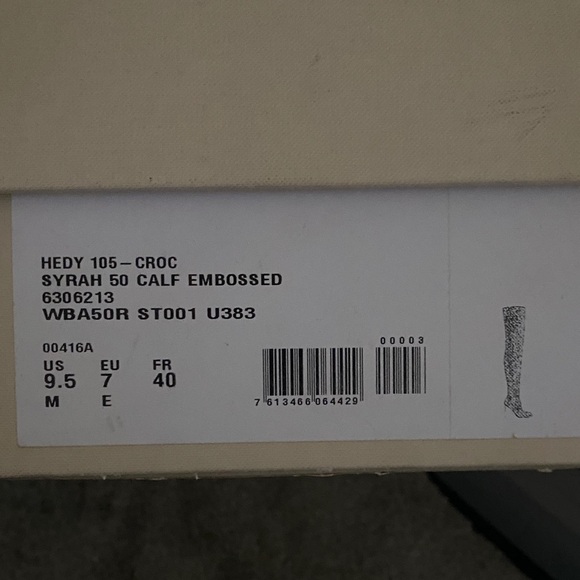 HEDY 105-CROC
SYRAH 50 CALF EMBOSSED
6306213
WBA50R ST001 U383
00416A
US EU FR
9.5 7 40
M E
00003
7 613466 064429